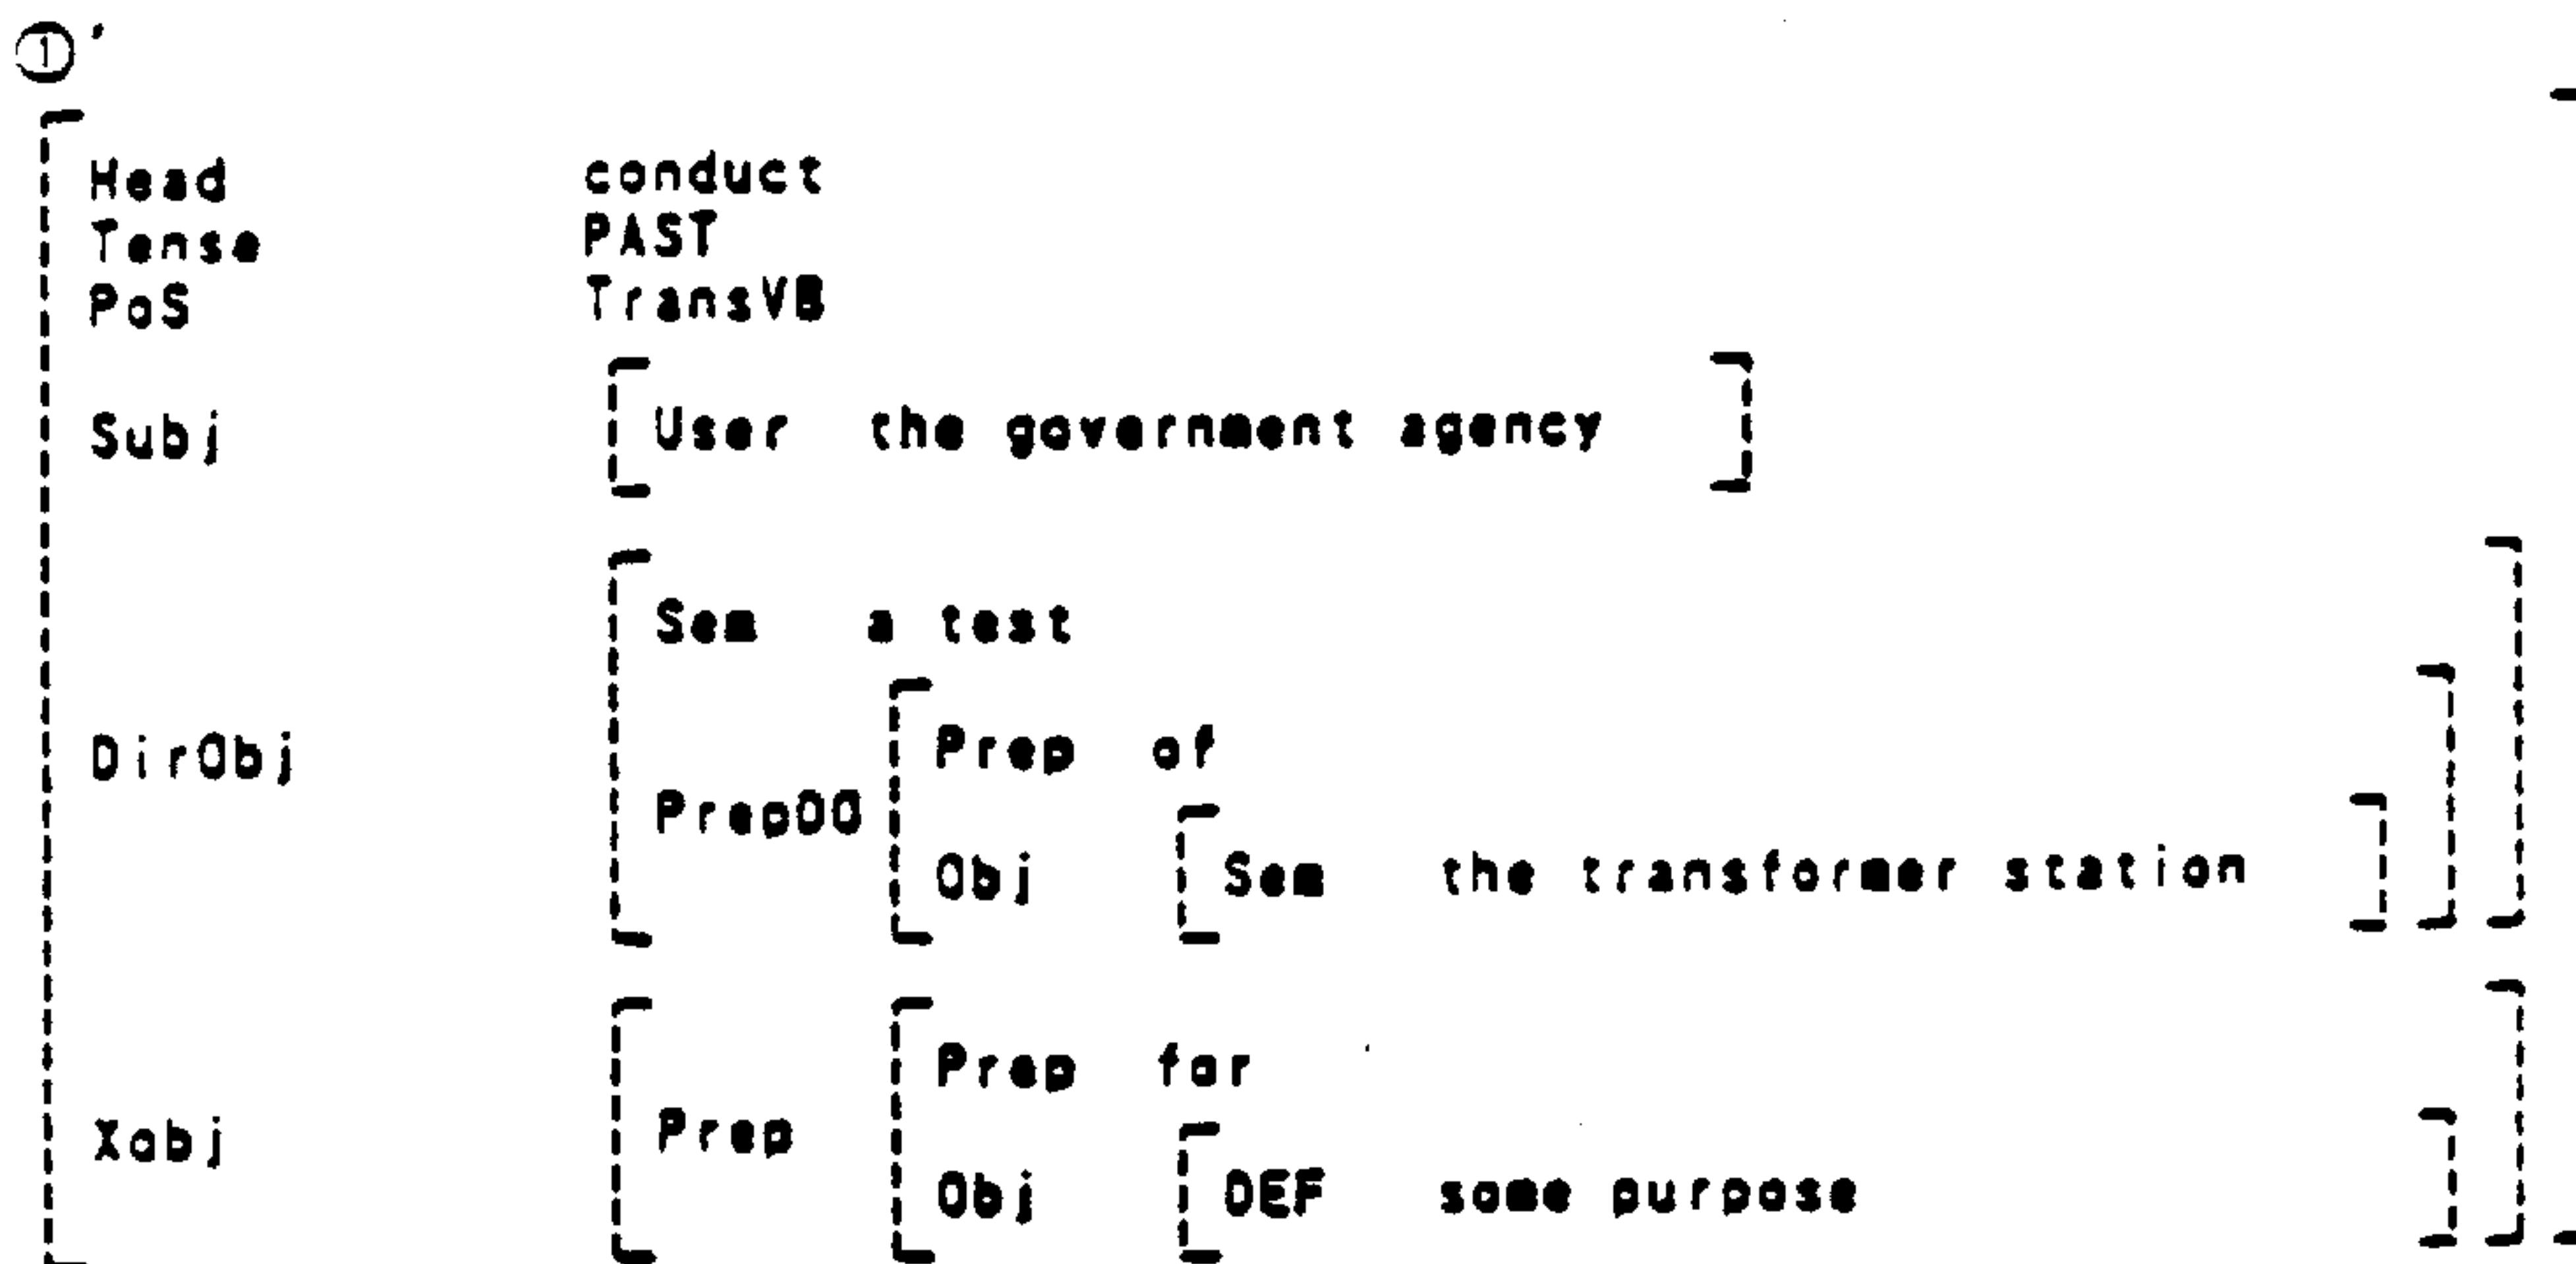 ①'
Head conduct
Tense PAST
PoS TransVB
Subj User the government agency
Sem a test
Prep of
DirObj
PrepOO
Obj Sem the transformer station
Prep for
Xobj Prep
Obj DEF some purpose